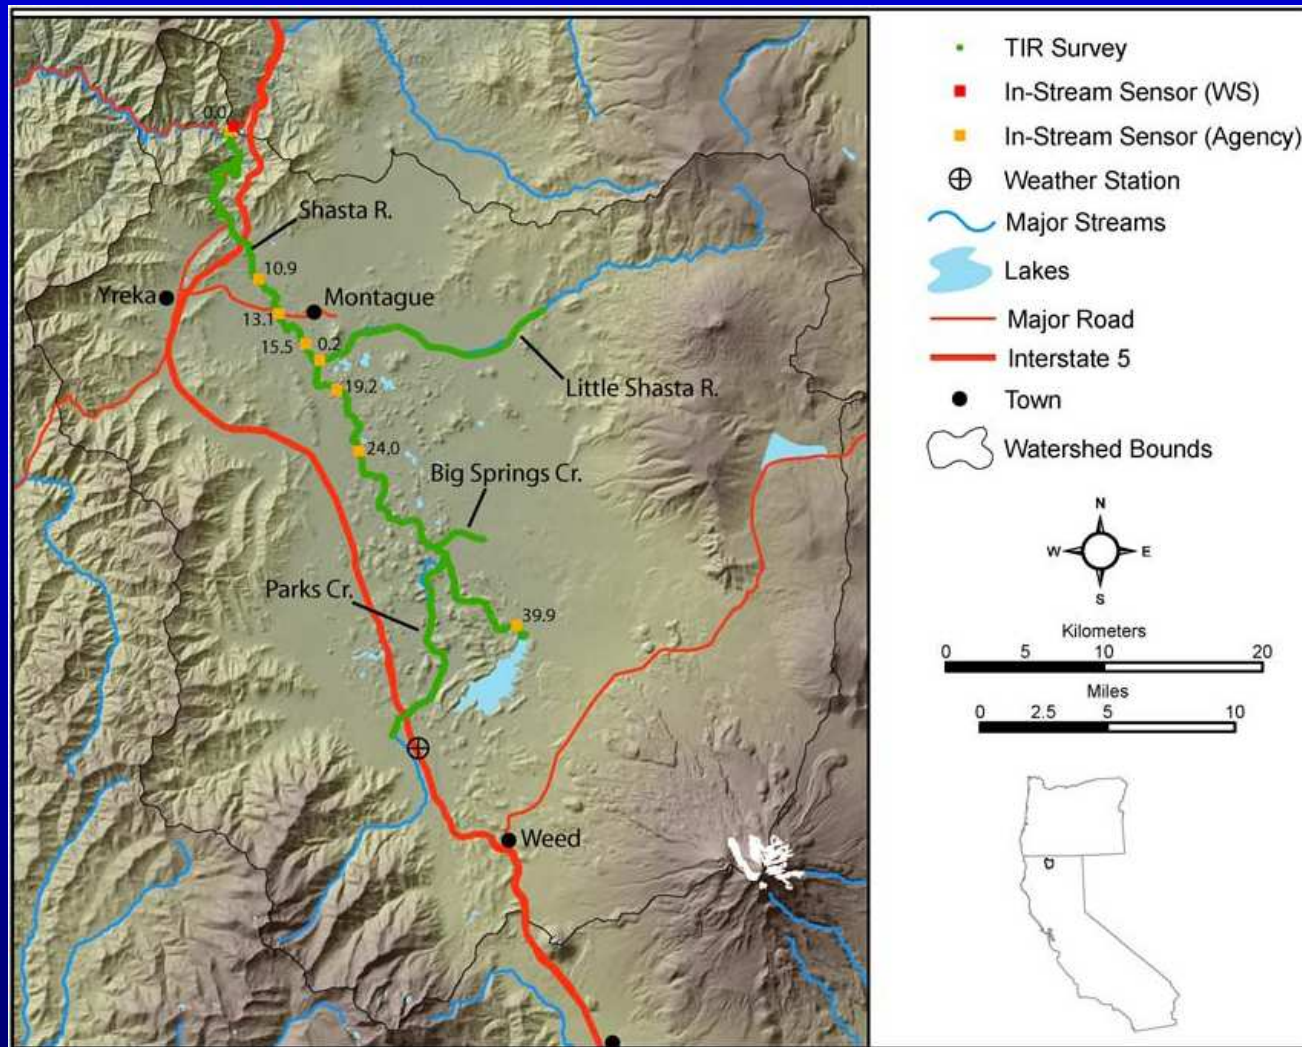 0.0
Shasta R.
10.9
Yreka
Montague
13.1
15.5
0.2
19.2
Little Shasta R.
24.0
Big Springs Cr.
Parks Cr.
39.9
Weed
TIR Survey
In-Stream Sensor (WS)
In-Stream Sensor (Agency)
Weather Station
Major Streams
Lakes
Major Road
Interstate 5
Town
Watershed Bounds
N
W E
S
Kilometers
0 5 10 20
Miles
0 2.5 5 10